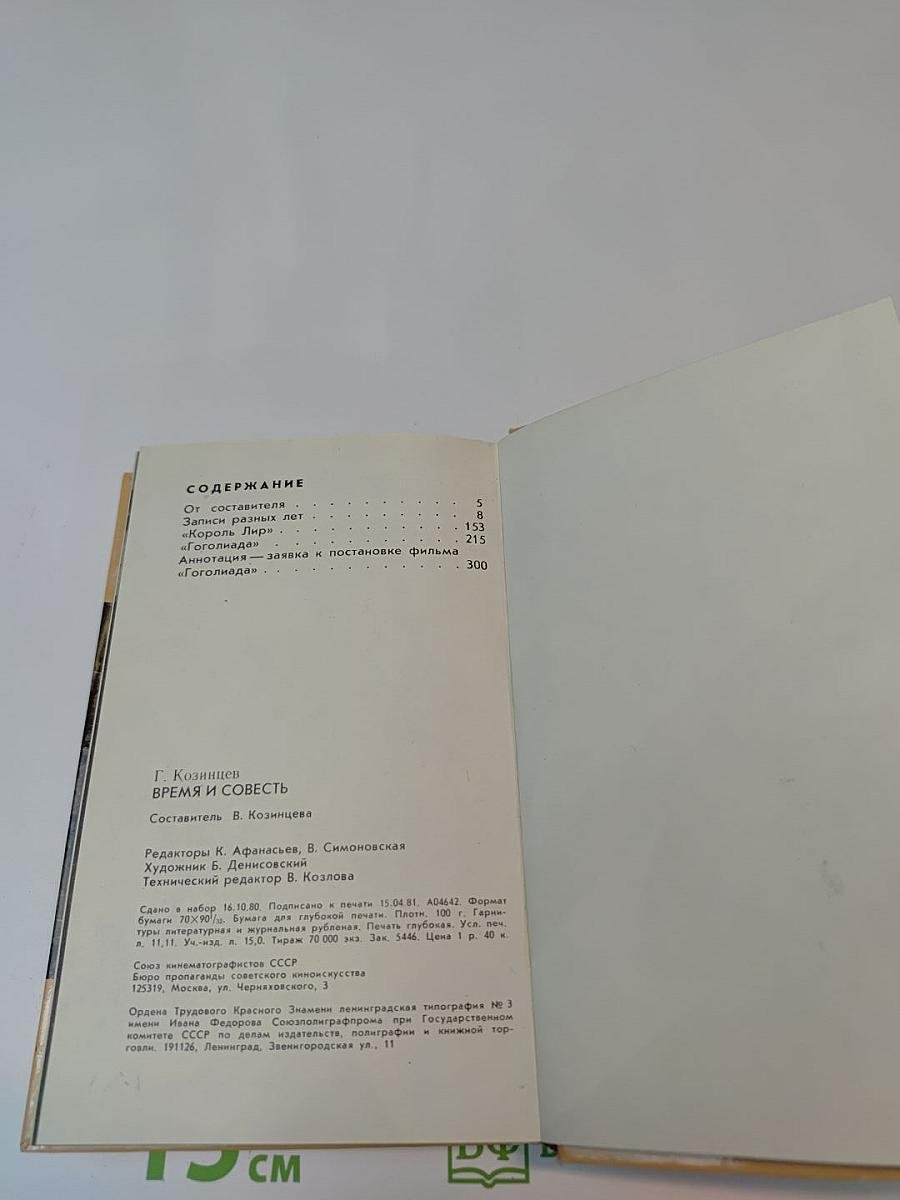 СОДЕРЖАНИЕ
От составителя . . . . . . . . . . 5
Записи разных лет . . . . . . . . . 8
«Король Лир» . . . . . . . . . . . 153
«Гоголиада» . . . . . . . . . . . 215
Аннотация — заявка к постановке фильма
«Гоголиада» . . . . . . . . . . . . 300
Г. Козинцев
ВРЕМЯ И СОВЕСТЬ
Составитель В. Козинцева
Редакторы К. Афанасьев, В. Симоновская
Художник Б. Денисовский
Технический редактор В. Козлова
Сдано в набор 16.10.80. Подписано к печати 15.04.81. А04642. Формат
бумаги 70×90 1/32. Бумага для глубокой печати. Плотн. 100 г. Гарни-
туры литературная и журнальная рубленая. Печать глубокая. Усл. печ.
л. 11,11. Уч.-изд. л. 15,0. Тираж 70 000 экз. Зак. 5446. Цена 1 р. 40 к.
Союз кинематографистов СССР
Бюро пропаганды советского киноискусства
125319, Москва, ул. Черняховского, 3
Ордена Трудового Красного Знамени ленинградская типография № 3
имени Ивана Федорова Союзполиграфпрома при Государственном
комитете СССР по делам издательств, полиграфии и книжной тор-
говли. 191126, Ленинград, Звенигородская ул., 11
15 см